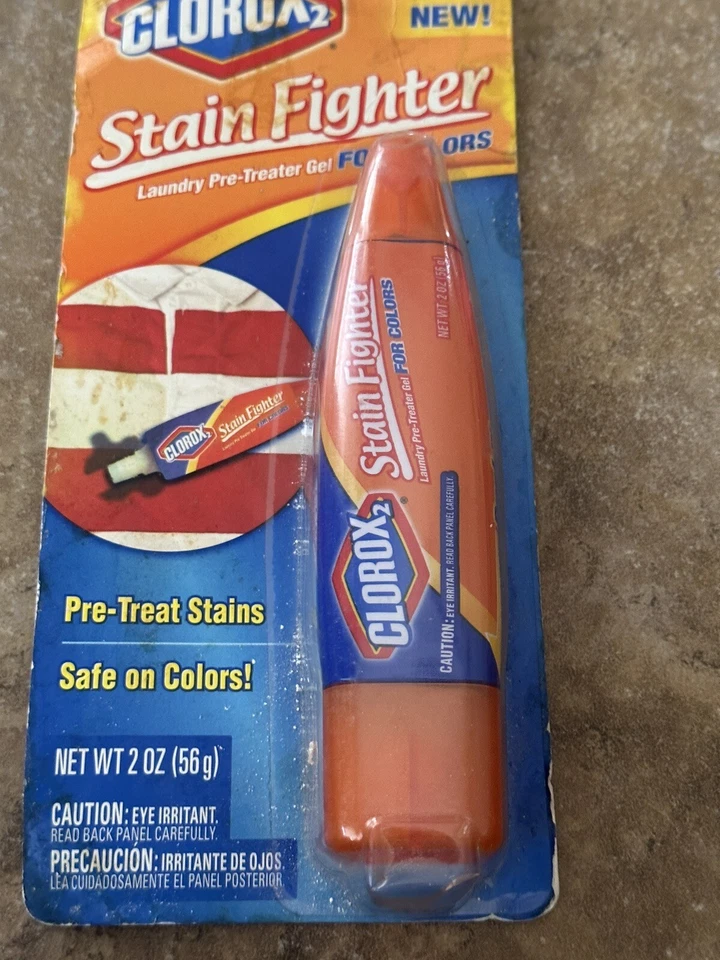 CLOROX2
NEW!
Stain Fighter
Laundry Pre-Treater Gel FO ORS
CLOROX2
Stain Fighter
Pre-Treat Stains
Safe on Colors!
NET WT 2 OZ (56 g)
CAUTION: EYE IRRITANT.
READ BACK PANEL CAREFULLY.
PRECAUCIÓN: IRRITANTE DE OJOS.
LEA CUIDADOSAMENTE EL PANEL POSTERIOR
CLOROX2®
Stain Fighter
Laundry Pre-Treater Gel FOR COLORS
NET WT. 2 OZ (56 g)
CAUTION: EYE IRRITANT. READ BACK PANEL CAREFULLY.